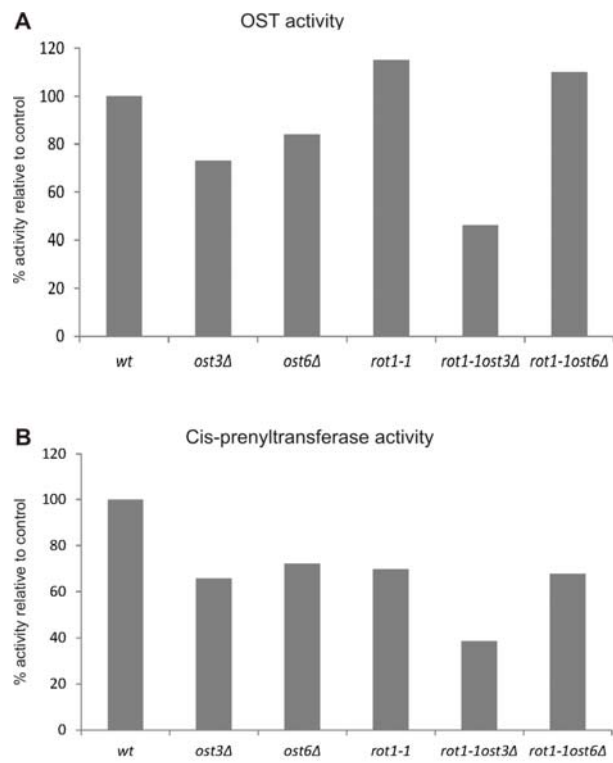 A
OST activity
% activity relative to control
120
100
80
60
40
20
0
wt ost3Δ ost6Δ rot1-1 rot1-1ost3Δ rot1-1ost6Δ
B
Cis-prenyltransferase activity
% activity relative to control
120
100
80
60
40
20
0
wt ost3Δ ost6Δ rot1-1 rot1-1ost3Δ rot1-1ost6Δ